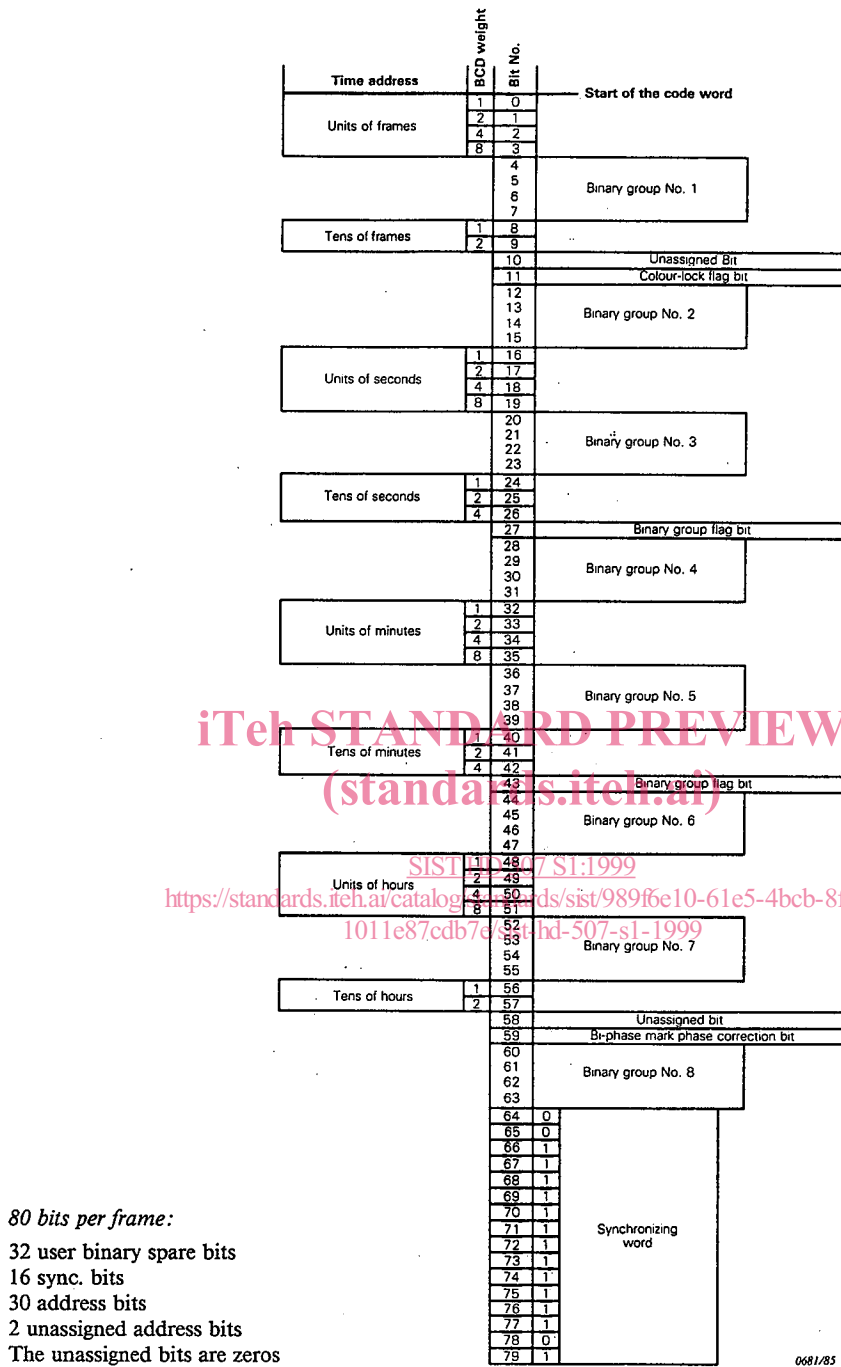 BCD weight
Bit No.
Time address
Start of the code word
1 0
Units of frames
2 1
4 2
8 3
4
5
Binary group No. 1
6
7
Tens of frames
1 8
2 9
10 Unassigned Bit
11 Colour-lock flag bit
12
13
Binary group No. 2
14
15
1 16
Units of seconds
2 17
4 18
8 19
20
21
Binary group No. 3
22
23
1 24
Tens of seconds
2 25
4 26
27 Binary group flag bit
28
29
Binary group No. 4
30
31
1 32
Units of minutes
2 33
4 34
8 35
36
37
Binary group No. 5
38
39
iTeh STANDARD PREVIEW
1 40
Tens of minutes
2 41
4 42
43 Binary group flag bit
(standards.iteh.ai)
44
45
Binary group No. 6
46
47
1 48
SIST HD 507 S1:1999
Units of hours
2 49
4 50
8 51
https://standards.iteh.ai/catalog/standards/sist/989f6e10-61e5-4bcb-8f
52
1011e87cdb7e/sist-hd-507-s1-1999
53
Binary group No. 7
54
55
Tens of hours
1 56
2 57
58 Unassigned bit
59 Bi-phase mark phase correction bit
60
61
Binary group No. 8
62
63
64 0
65 0
66 1
67 1
68 1
69 1
70 1
71 1
Synchronizing
word
72 1
73 1
74 1
75 1
76 1
77 1
78 0
79 1
80 bits per frame:
32 user binary spare bits
16 sync. bits
30 address bits
2 unassigned address bits
The unassigned bits are zeros
0681/85